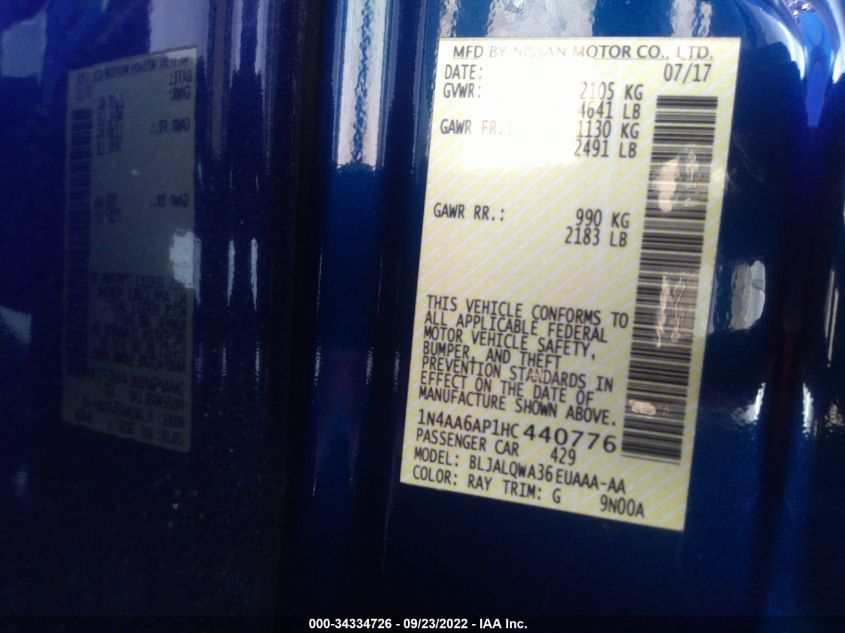 MFD BY NISSAN MOTOR CO., LTD.
DATE: 07/17
GVWR: 2105 KG
4641 LB
GAWR FR.: 1130 KG
2491 LB
GAWR RR.: 990 KG
2183 LB
THIS VEHICLE CONFORMS TO
ALL APPLICABLE FEDERAL
MOTOR VEHICLE SAFETY,
BUMPER, AND THEFT
PREVENTION STANDARDS IN
EFFECT ON THE DATE OF
MANUFACTURE SHOWN ABOVE.
1N4AA6AP1HC440776
PASSENGER CAR 429
MODEL: BLJALQWA36EUAAA-AA
COLOR: RAY TRIM: G 9N00A
000-34334726 - 09/23/2022 - IAA Inc.